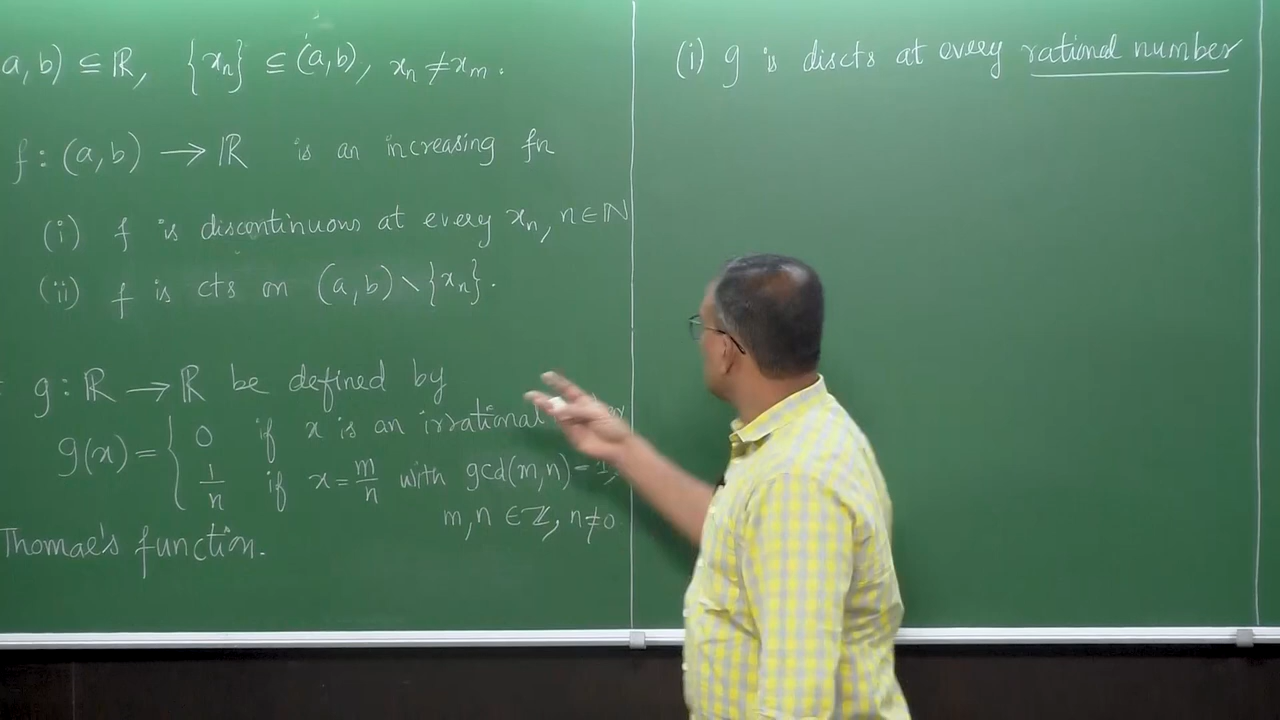 a, b) ⊆ ℝ, {xₙ} ⊆ (a, b), xₙ ≠ xₘ.
f : (a, b) → ℝ is an increasing fn
(i) f is discontinuous at every xₙ, n ∈ ℕ
(ii) f is cts on (a, b) \ {xₙ}.
g : ℝ → ℝ be defined by
g(x) = { 0 if x is an irrational
1/n if x = m/n with gcd(m, n) = 1,
m, n ∈ ℤ, n ≠ 0
Thomae's function.
(i) g is discts at every rational number